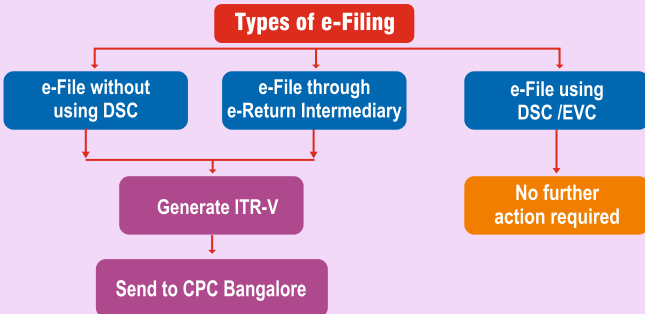 Types of e-Filing
e-File without
using DSC
e-File through
e-Return Intermediary
e-File using
DSC /EVC
Generate ITR-V
No further
action required
Send to CPC Bangalore